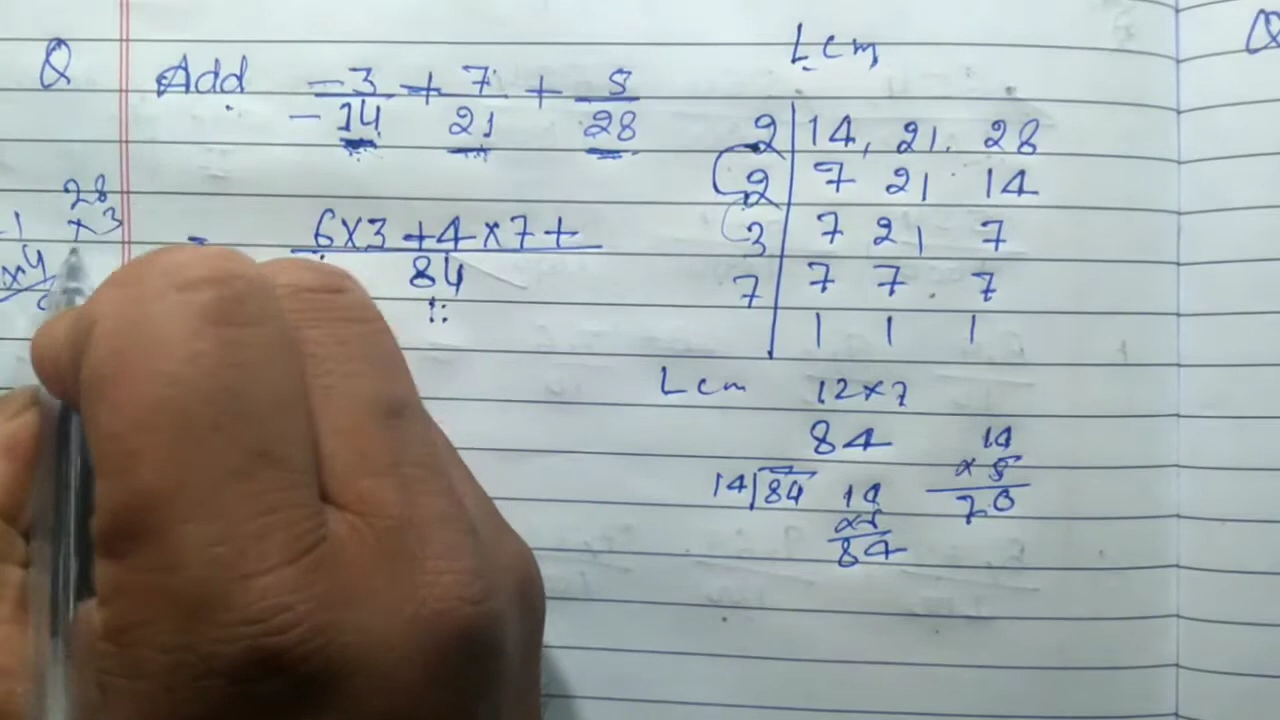 Q Add -3/-14 + 7/21 + 5/28
= 6×3 + 4×7 + / 84
28
×3
×4
Lcm
2 | 14, 21, 28
2 | 7 21 14
3 | 7 21 7
7 | 7 7 7
1 1 1
Lcm 12×7
84
14 | 84
84
14
× 5
70